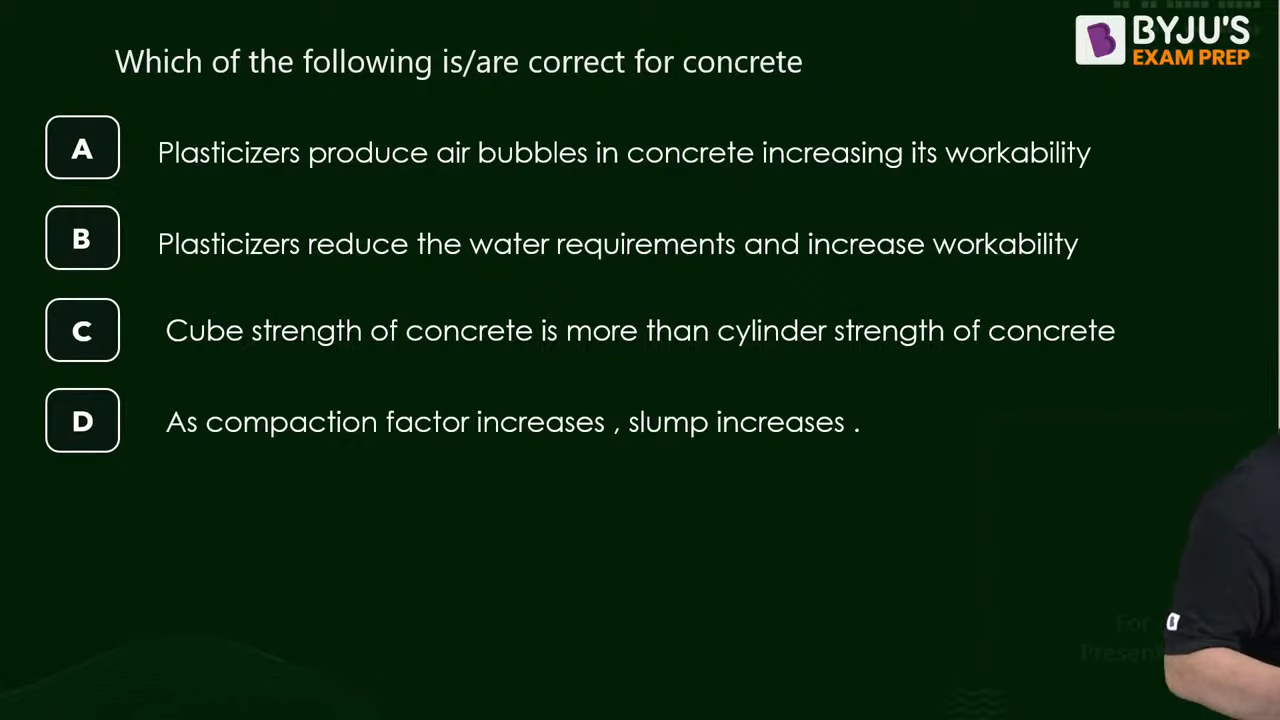 BYJU'S
EXAM PREP
Which of the following is/are correct for concrete
A Plasticizers produce air bubbles in concrete increasing its workability
B Plasticizers reduce the water requirements and increase workability
C Cube strength of concrete is more than cylinder strength of concrete
D As compaction factor increases , slump increases .
For
Present